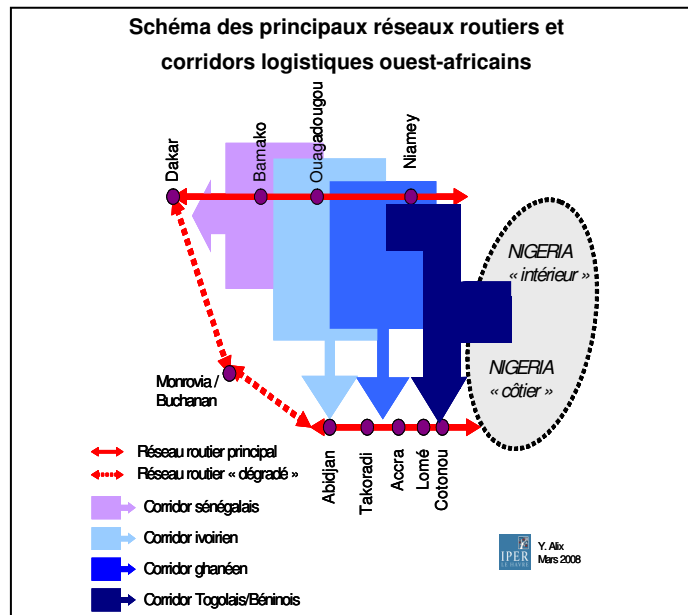 Schéma des principaux réseaux routiers et
corridors logistiques ouest-africains
Dakar
Bamako
Ouagadougou
Niamey
NIGERIA
« intérieur »
NIGERIA
« côtier »
Monrovia /
Buchanan
Abidjan
Takoradi
Accra
Lomé
Cotonou
Réseau routier principal
Réseau routier « dégradé »
Corridor sénégalais
Corridor ivoirien
Corridor ghanéen
Corridor Togolais/Béninois
IPER
LE HAVRE
Y. Alix
Mars 2008